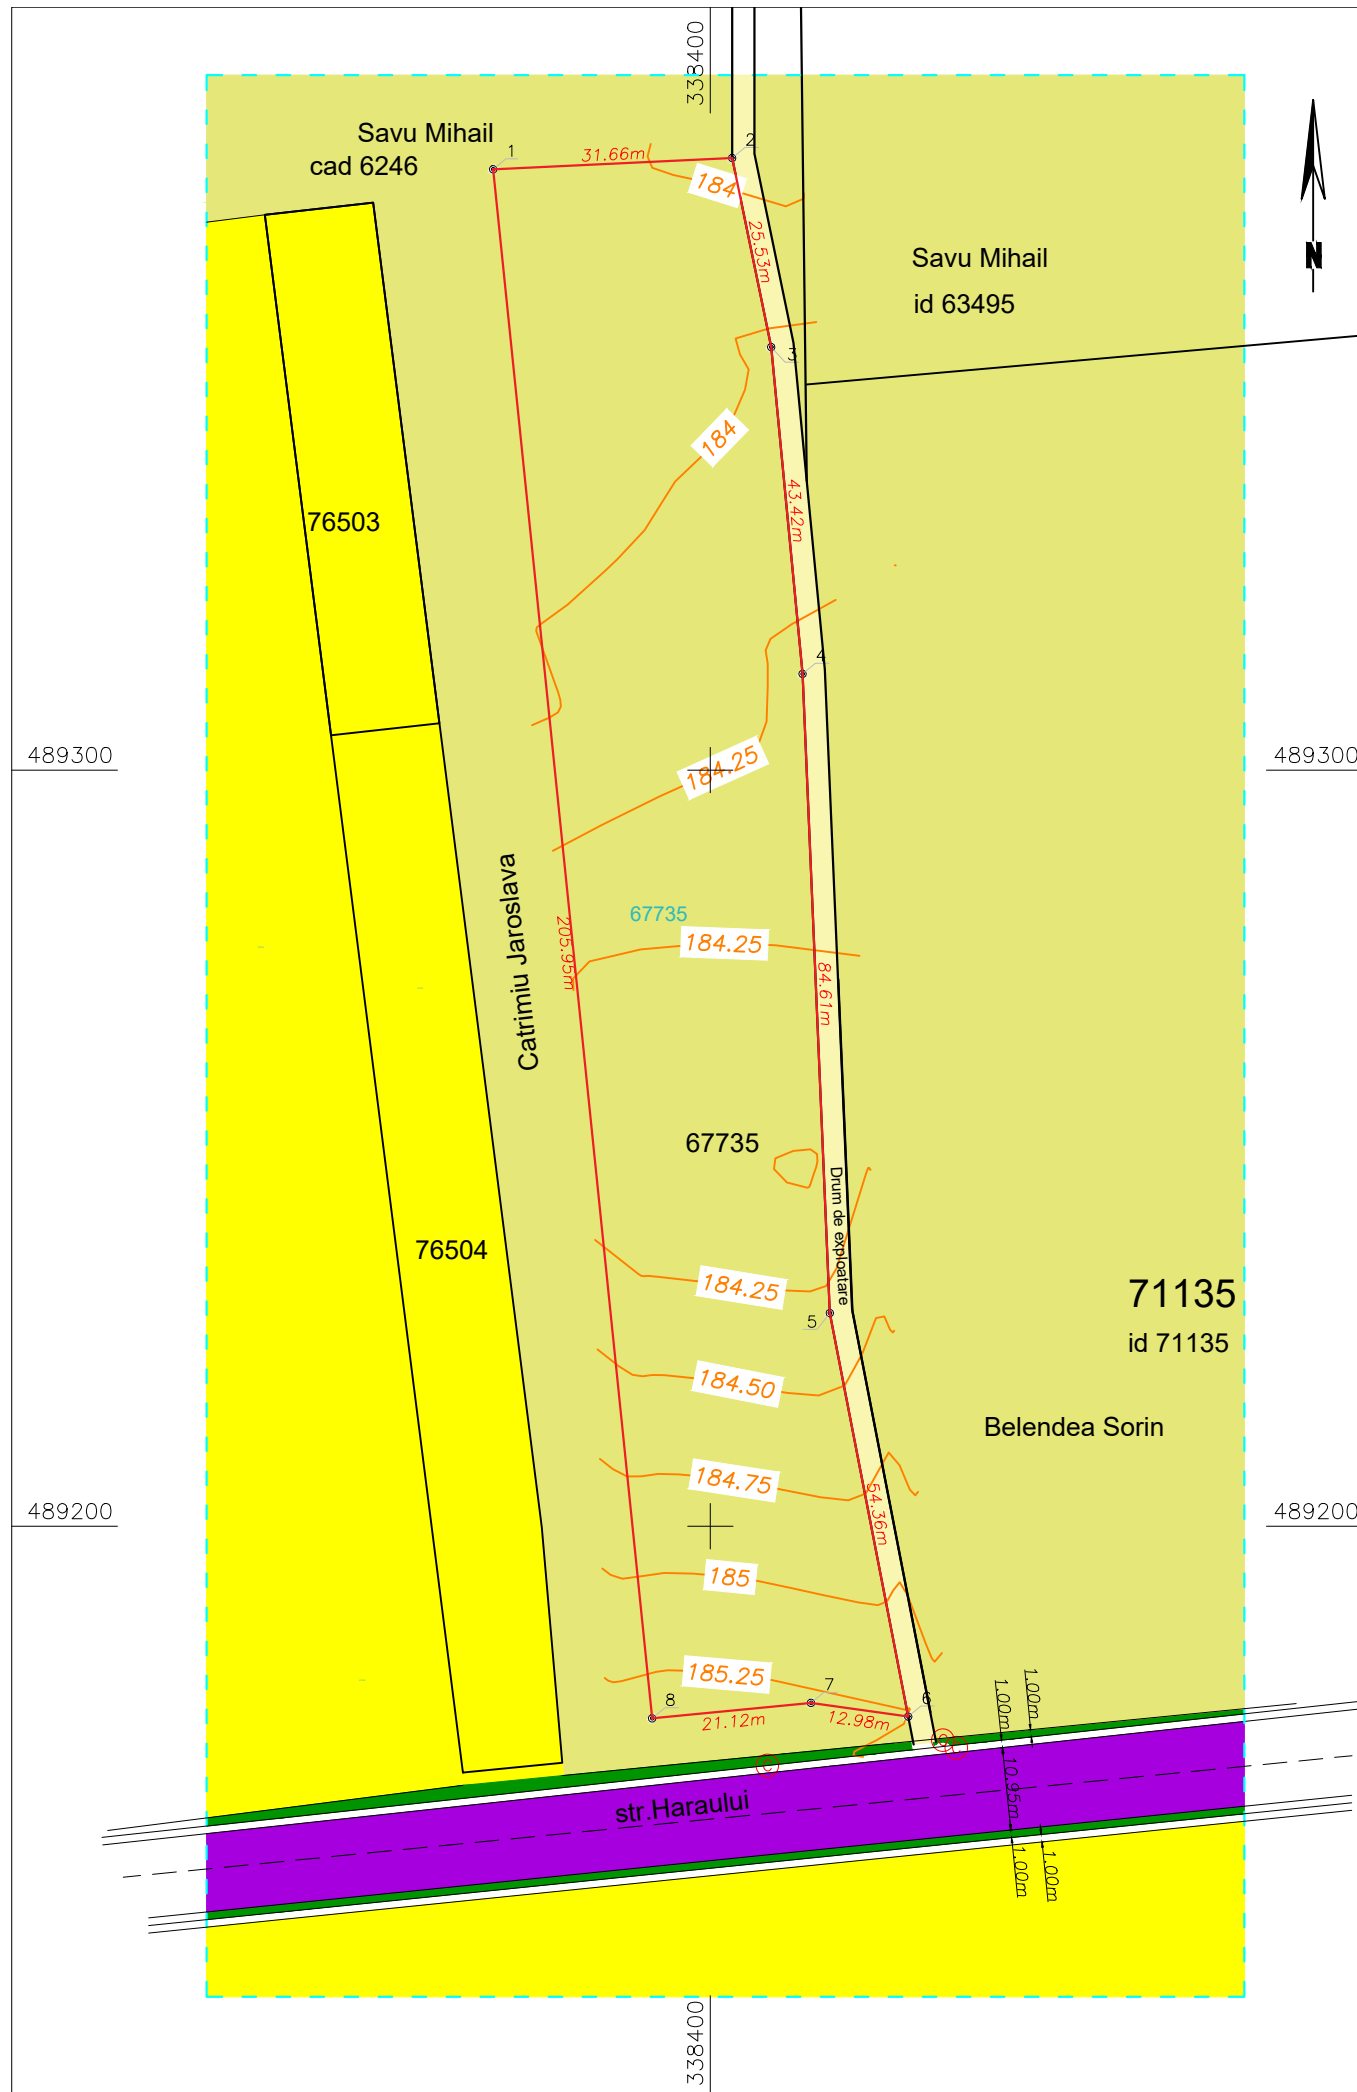 338400
Savu Mihail
cad 6246
1
31.66m
2
184
25.53m
Savu Mihail
id 63495
N
3
184
43.42m
76503
4
489300
184.25
489300
Catrimiu Jaroslava
205.95m
67735
184.25
84.61m
67735
Drum de exploatare
76504
184.25
5
71135
id 71135
184.50
Belendea Sorin
184.75
54.36m
489200
489200
185
185.25
8
7
6
21.12m
12.98m
1.00m
1.00m
C
10.95m
str.Haraului
1.00m
1.00m
338400